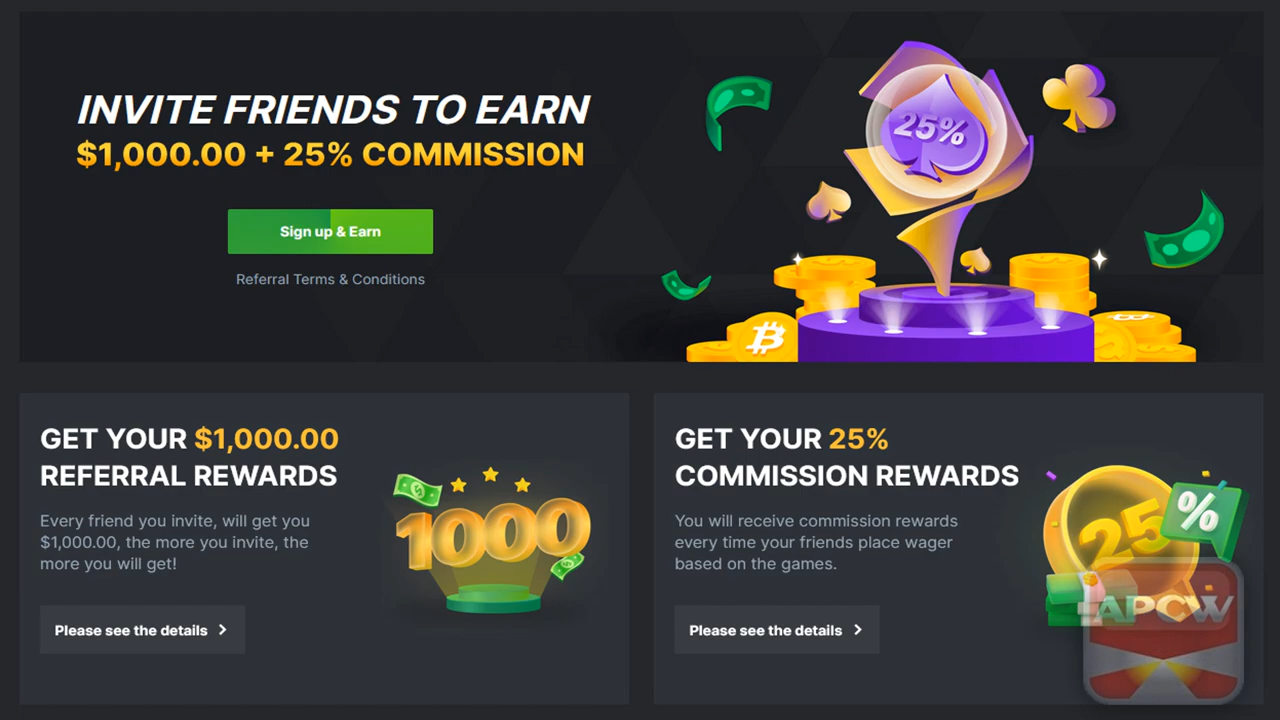 INVITE FRIENDS TO EARN
$1,000.00 + 25% COMMISSION
Sign up & Earn
Referral Terms & Conditions
25%
GET YOUR $1,000.00
REFERRAL REWARDS
Every friend you invite, will get you
$1,000.00, the more you invite, the
more you will get!
Please see the details
1000
GET YOUR 25%
COMMISSION REWARDS
You will receive commission rewards
every time your friends place wager
based on the games.
Please see the details
25
%
APCW